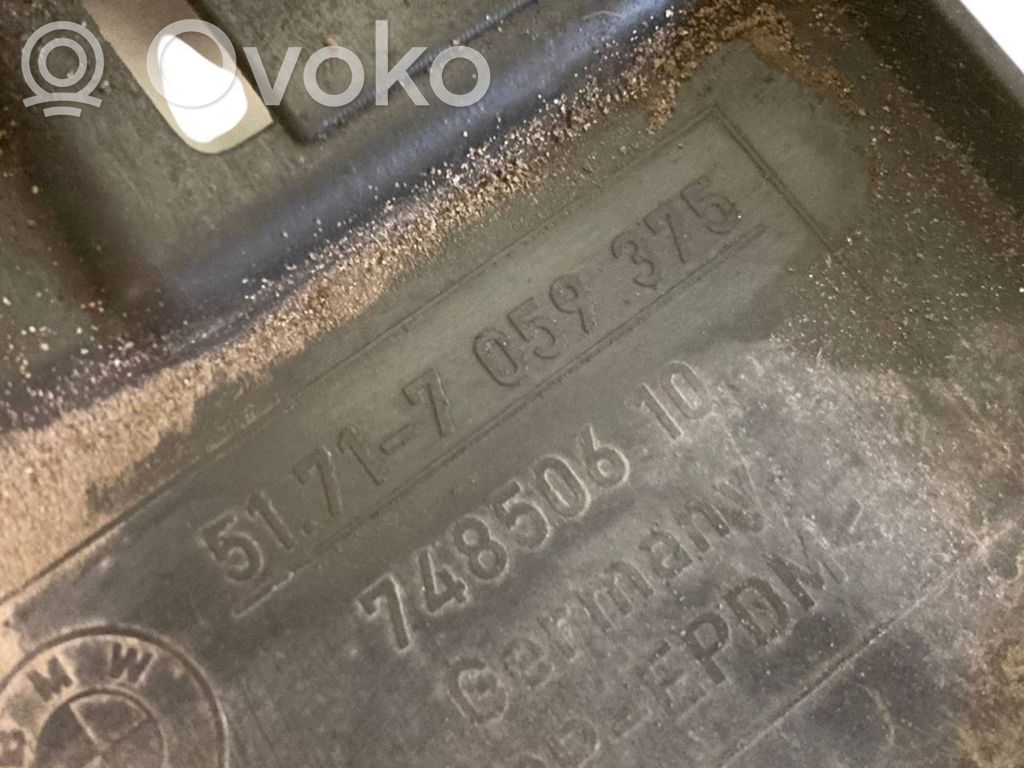 Ovoko
51.71-7 059 375
748506 10
Germany
EPDM
BMW